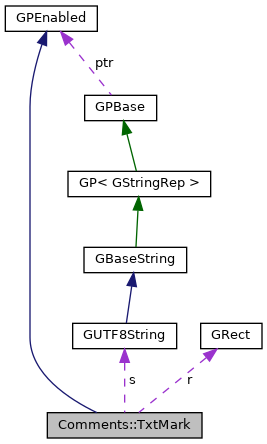 GPEnabled
ptr
GPBase
GP< GStringRep >
GBaseString
GUTF8String
GRect
s
r
Comments::TxtMark